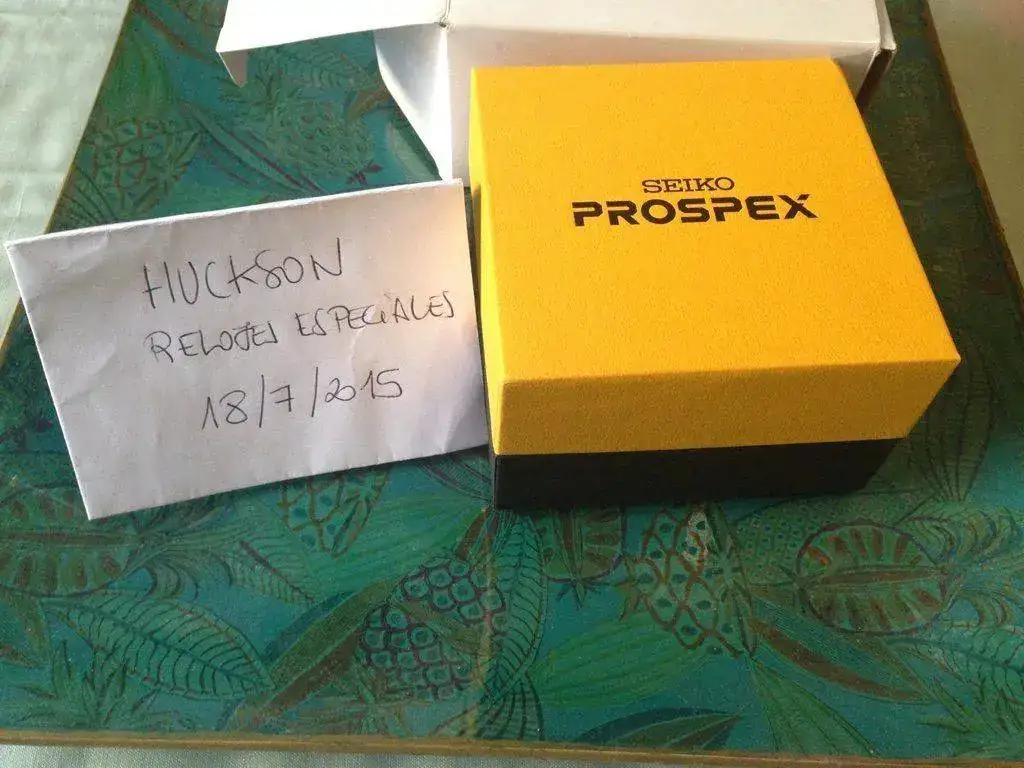 HUCKSON
RELOJES ESPECIALES
18/7/2015
SEIKO
PROSPEX